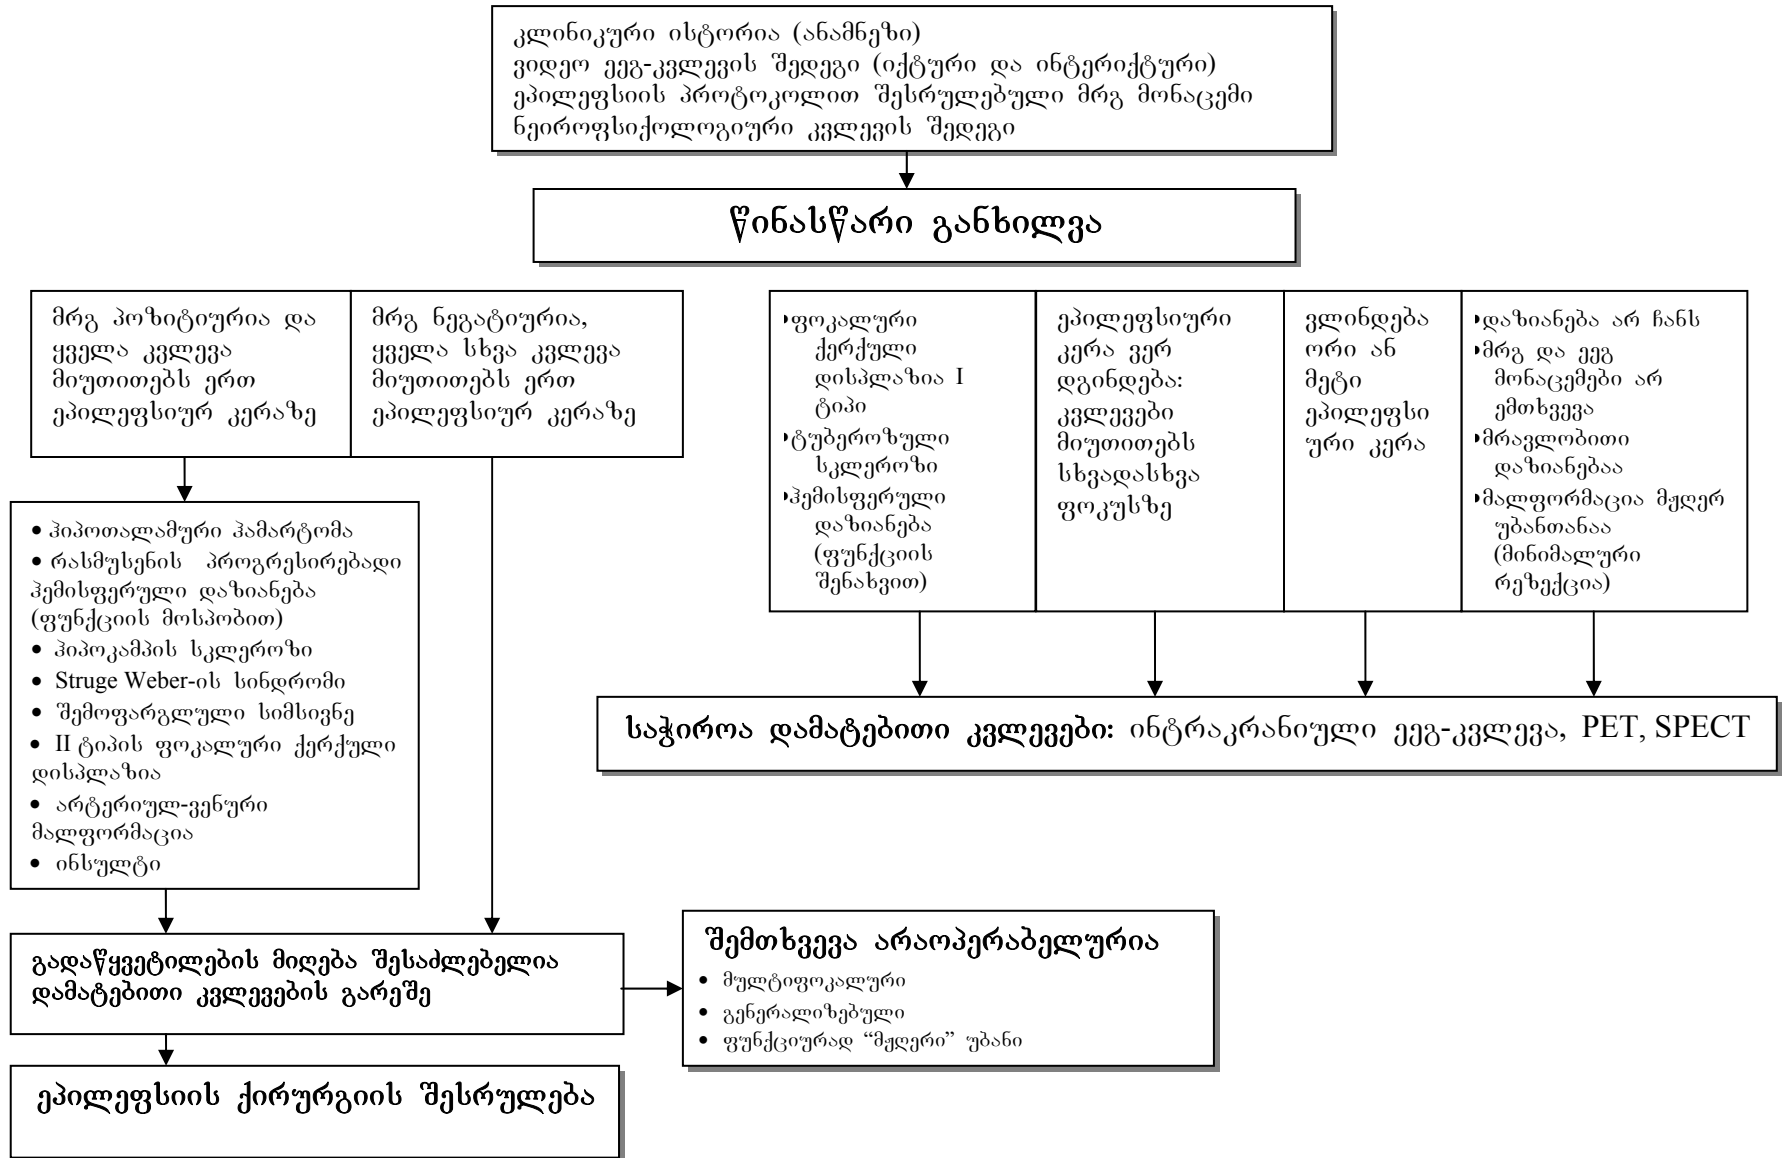 კლინიკური ისტორია (ანამნეზი)
ვიდეო ეეგ-კვლევის შედეგი (იქტური და ინტერიქტური)
ეპილეფსიის პროტოკოლით შესრულებული მრგ მონაცემი
ნეიროფსიქოლოგიური კვლევის შედეგი
წინასწარი განხილვა
მრგ პოზიტიურია და
ყველა კვლევა
მიუთითებს ერთ
ეპილეფსიურ კერაზე
მრგ ნეგატიურია,
ყველა სხვა კვლევა
მიუთითებს ერთ
ეპილეფსიურ კერაზე
ფოკალური
ქერქული
დისპლაზია I
ტიპი
ტუბეროზული
სკლეროზი
ჰემისფერული
დაზიანება
(ფუნქციის
შენახვით)
ეპილეფსიური
კერა ვერ
დგინდება:
კვლევები
მიუთითებს
სხვადასხვა
ფოკუსზე
ვლინდება
ორი ან
მეტი
ეპილეფსი
ური კერა
დაზიანება არ ჩანს
მრგ და ეეგ
მონაცემები არ
ემთხვევა
მრავლობითი
დაზიანებაა
მალფორმაცია მჟღერ
უბანთანაა
(მინიმალური
რეზექცია)
• ჰიპოთალამური ჰამარტომა
• რასმუსენის პროგრესირებადი
ჰემისფერული დაზიანება
(ფუნქციის მოსპობით)
• ჰიპოკამპის სკლეროზი
• Struge Weber-ის სინდრომი
• შემოფარგლული სიმსივნე
• II ტიპის ფოკალური ქერქული
დისპლაზია
• არტერიულ-ვენური
მალფორმაცია
• ინსულტი
საჭიროა დამატებითი კვლევები: ინტრაკრანიული ეეგ-კვლევა, PET, SPECT
გადაწყვეტილების მიღება შესაძლებელია
დამატებითი კვლევების გარეშე
შემთხვევა არაოპერაბელურია
• მულტიფოკალური
• გენერალიზებული
• ფუნქციურად “მჟღერი” უბანი
ეპილეფსიის ქირურგიის შესრულება